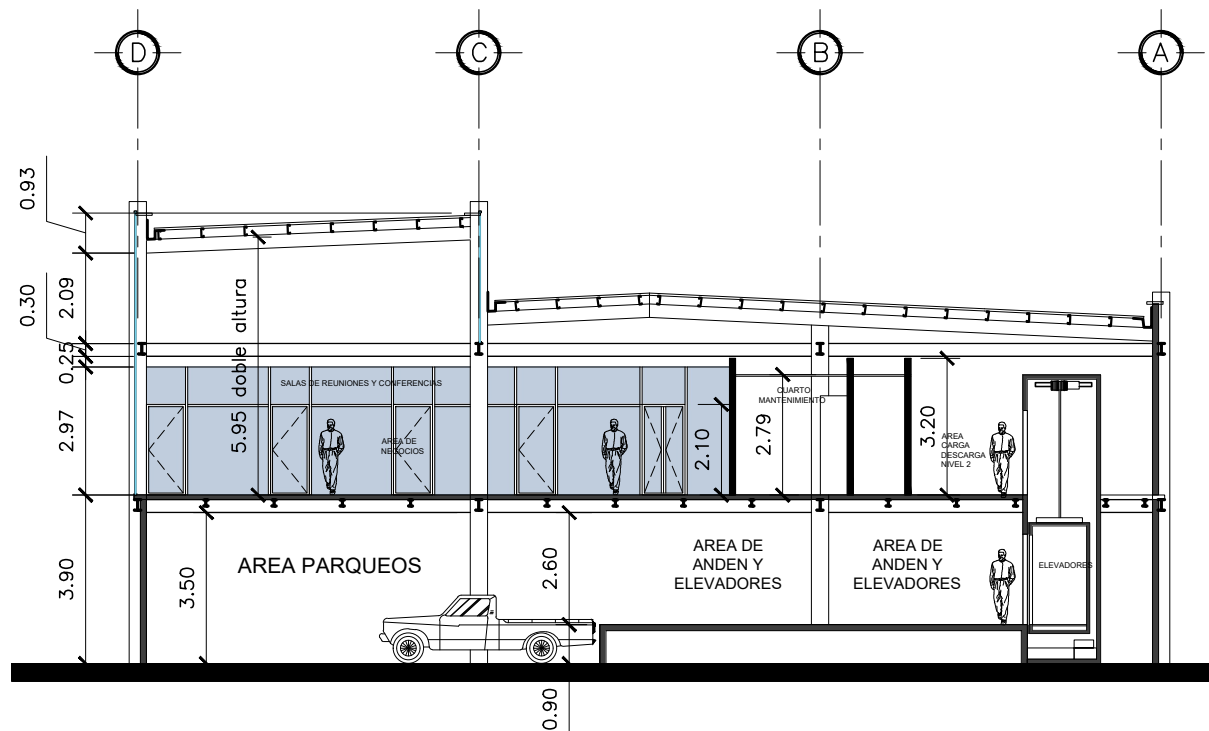 D
C
B
A
0.93
2.09
0.30
0.25
2.97
3.90
5.95 doble altura
SALAS DE REUNIONES Y CONFERENCIAS
AREA DE
NEGOCIOS
2.10
2.79
CUARTO
MANTENIMIENTO
3.20
AREA
CARGA
DESCARGA
NIVEL 2
AREA PARQUEOS
3.50
2.60
0.90
AREA DE
ANDEN Y
ELEVADORES
AREA DE
ANDEN Y
ELEVADORES
ELEVADORES